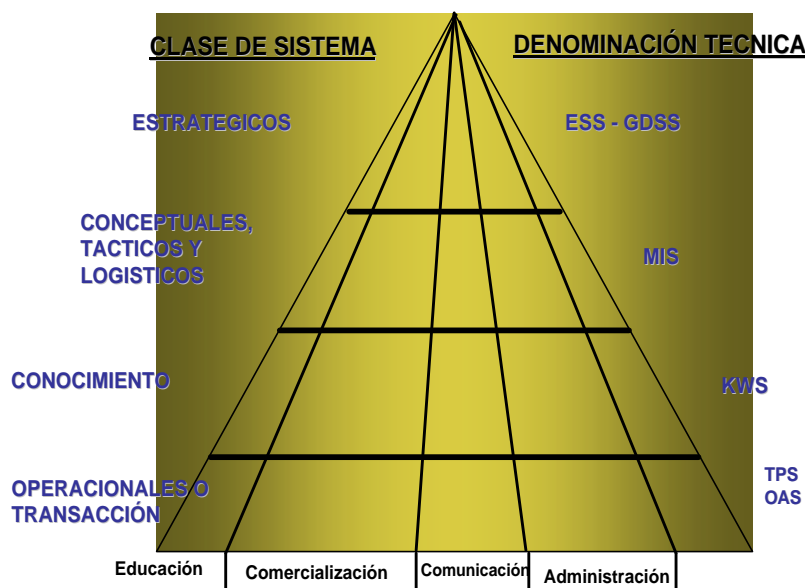 CLASE DE SISTEMA
DENOMINACIÓN TECNICA
ESTRATEGICOS
ESS - GDSS
CONCEPTUALES,
TACTICOS Y
LOGISTICOS
MIS
CONOCIMIENTO
KWS
OPERACIONALES O
TRANSACCIÓN
TPS
OAS
Educación
Comercialización
Comunicación
Administración